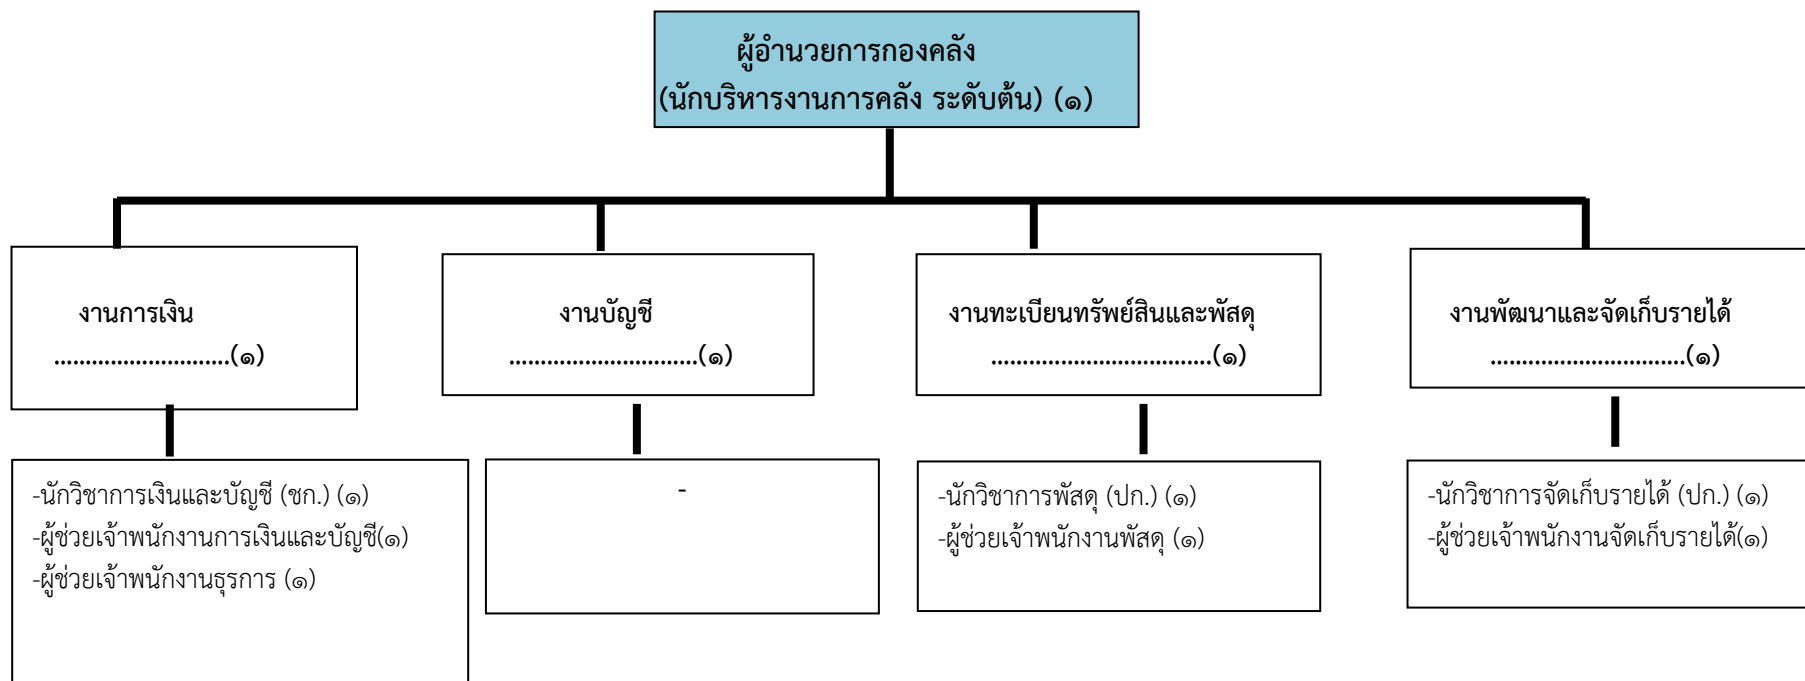 ผู้อำนวยการกองคลัง
(นักบริหารงานการคลัง ระดับต้น) (๑)
งานการเงิน
............................(๑)
งานบัญชี
..............................(๑)
งานทะเบียนทรัพย์สินและพัสดุ
...................................(๑)
งานพัฒนาและจัดเก็บรายได้
...............................(๑)
-นักวิชาการเงินและบัญชี (ชก.) (๑)
-ผู้ช่วยเจ้าพนักงานการเงินและบัญชี(๑)
-ผู้ช่วยเจ้าพนักงานธุรการ (๑)
-
-นักวิชาการพัสดุ (ปก.) (๑)
-ผู้ช่วยเจ้าพนักงานพัสดุ (๑)
-นักวิชาการจัดเก็บรายได้ (ปก.) (๑)
-ผู้ช่วยเจ้าพนักงานจัดเก็บรายได้(๑)